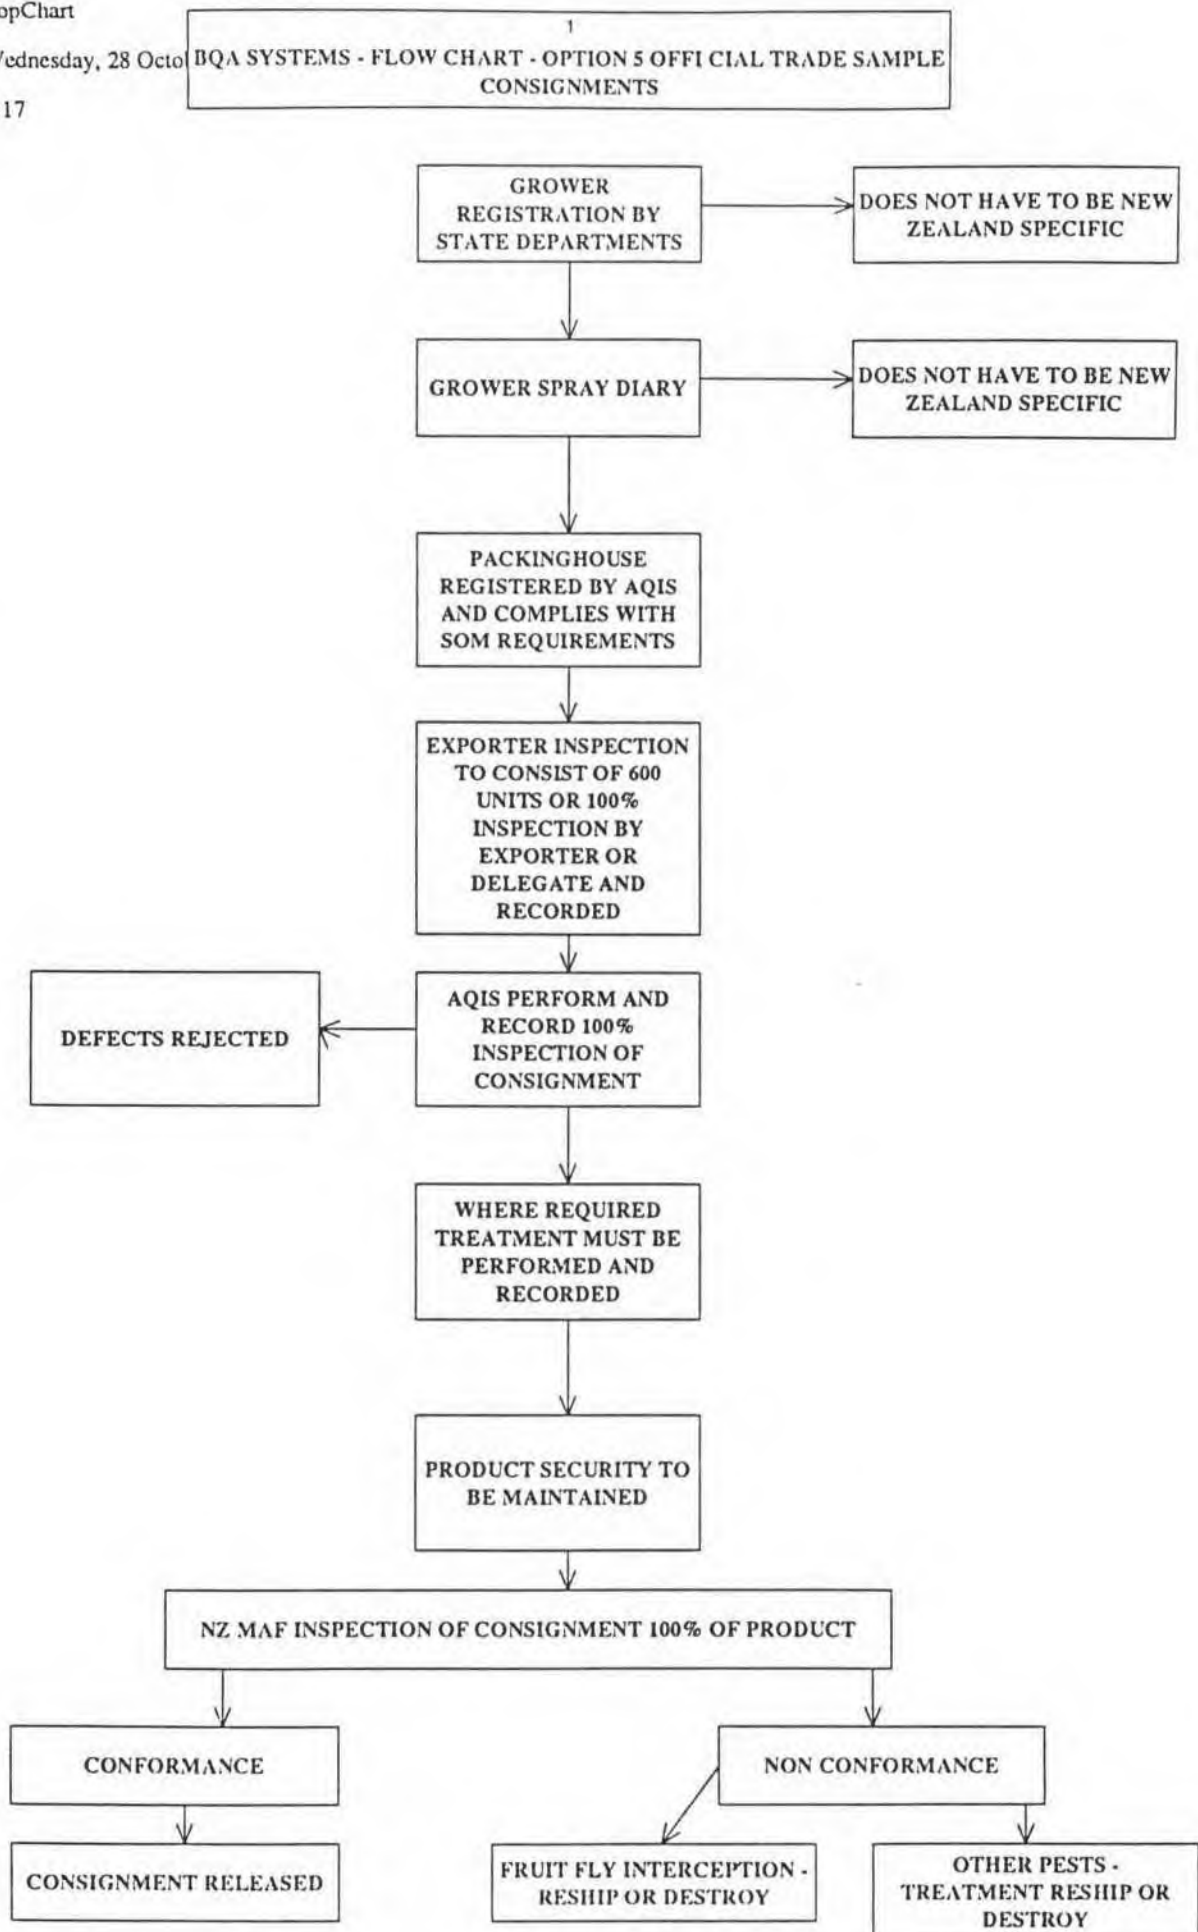 opChart
Wednesday, 28 Octo
17
1
BQA SYSTEMS - FLOW CHART - OPTION 5 OFFI CIAL TRADE SAMPLE
CONSIGNMENTS
GROWER
REGISTRATION BY
STATE DEPARTMENTS
DOES NOT HAVE TO BE NEW
ZEALAND SPECIFIC
GROWER SPRAY DIARY
DOES NOT HAVE TO BE NEW
ZEALAND SPECIFIC
PACKINGHOUSE
REGISTERED BY AQIS
AND COMPLIES WITH
SOM REQUIREMENTS
EXPORTER INSPECTION
TO CONSIST OF 600
UNITS OR 100%
INSPECTION BY
EXPORTER OR
DELEGATE AND
RECORDED
AQIS PERFORM AND
RECORD 100%
INSPECTION OF
CONSIGNMENT
DEFECTS REJECTED
WHERE REQUIRED
TREATMENT MUST BE
PERFORMED AND
RECORDED
PRODUCT SECURITY TO
BE MAINTAINED
NZ MAF INSPECTION OF CONSIGNMENT 100% OF PRODUCT
CONFORMANCE
NON CONFORMANCE
CONSIGNMENT RELEASED
FRUIT FLY INTERCEPTION -
RESHIP OR DESTROY
OTHER PESTS -
TREATMENT RESHIP OR
DESTROY